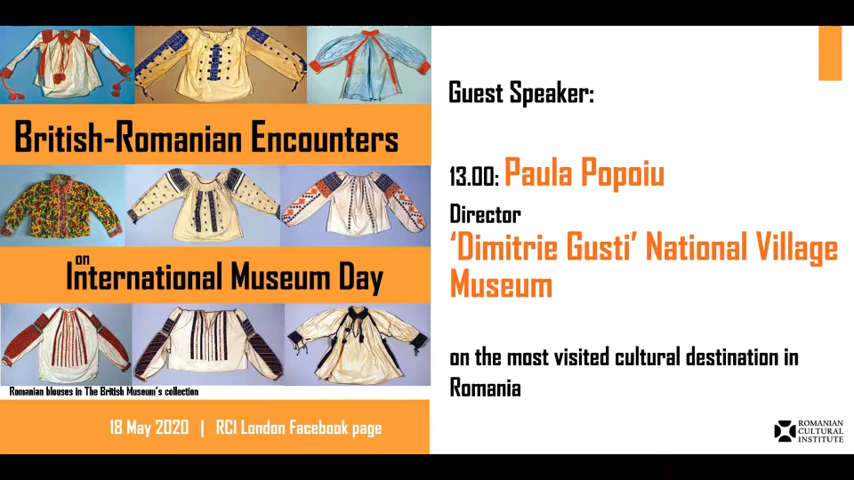 British-Romanian Encounters
on
International Museum Day
Romanian blouses in The British Museum's collection
18 May 2020 | RCI London Facebook page
Guest Speaker:
13.00: Paula Popoiu
Director
‘Dimitrie Gusti’ National Village
Museum
on the most visited cultural destination in
Romania
ROMANIAN
CULTURAL
INSTITUTE